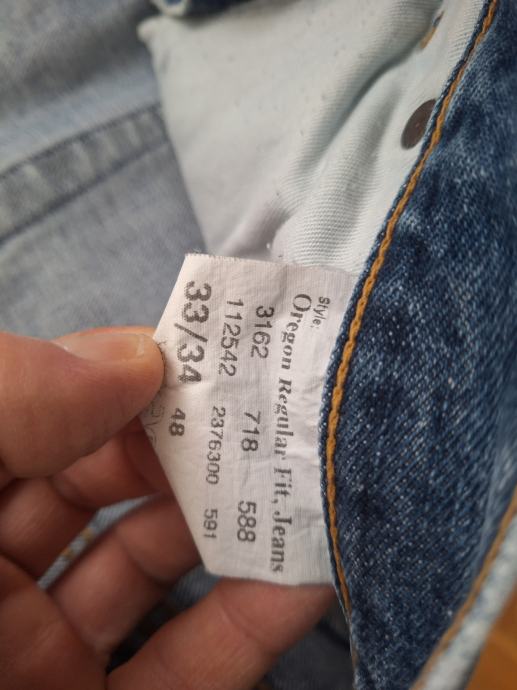 Style:
Oregon Regular Fit, Jeans
3162 718 588
112542 2376300 591
33/34 48